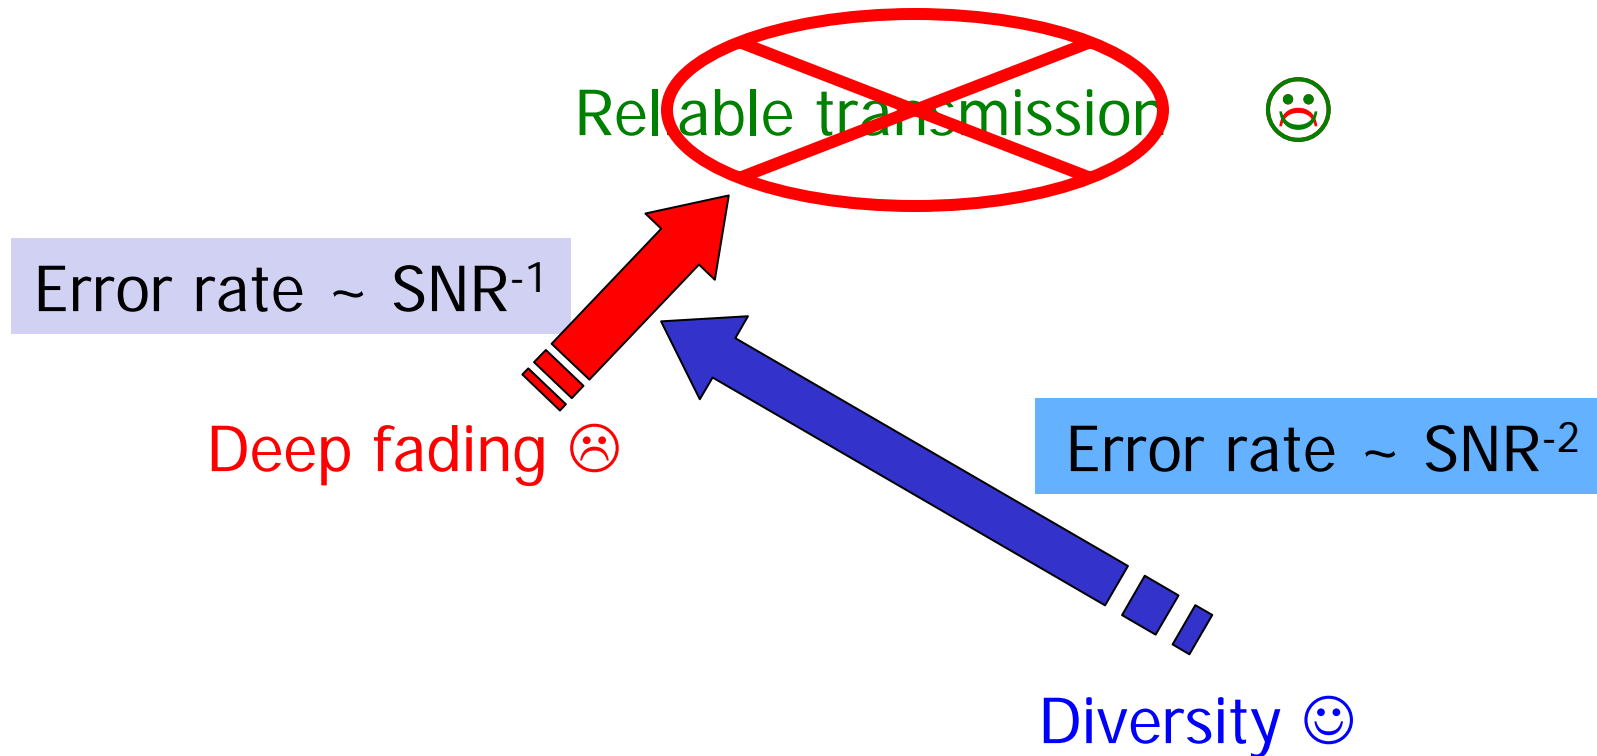 Reliable transmission ☹
Error rate ~ SNR⁻¹
Deep fading ☹
Error rate ~ SNR⁻²
Diversity ☺